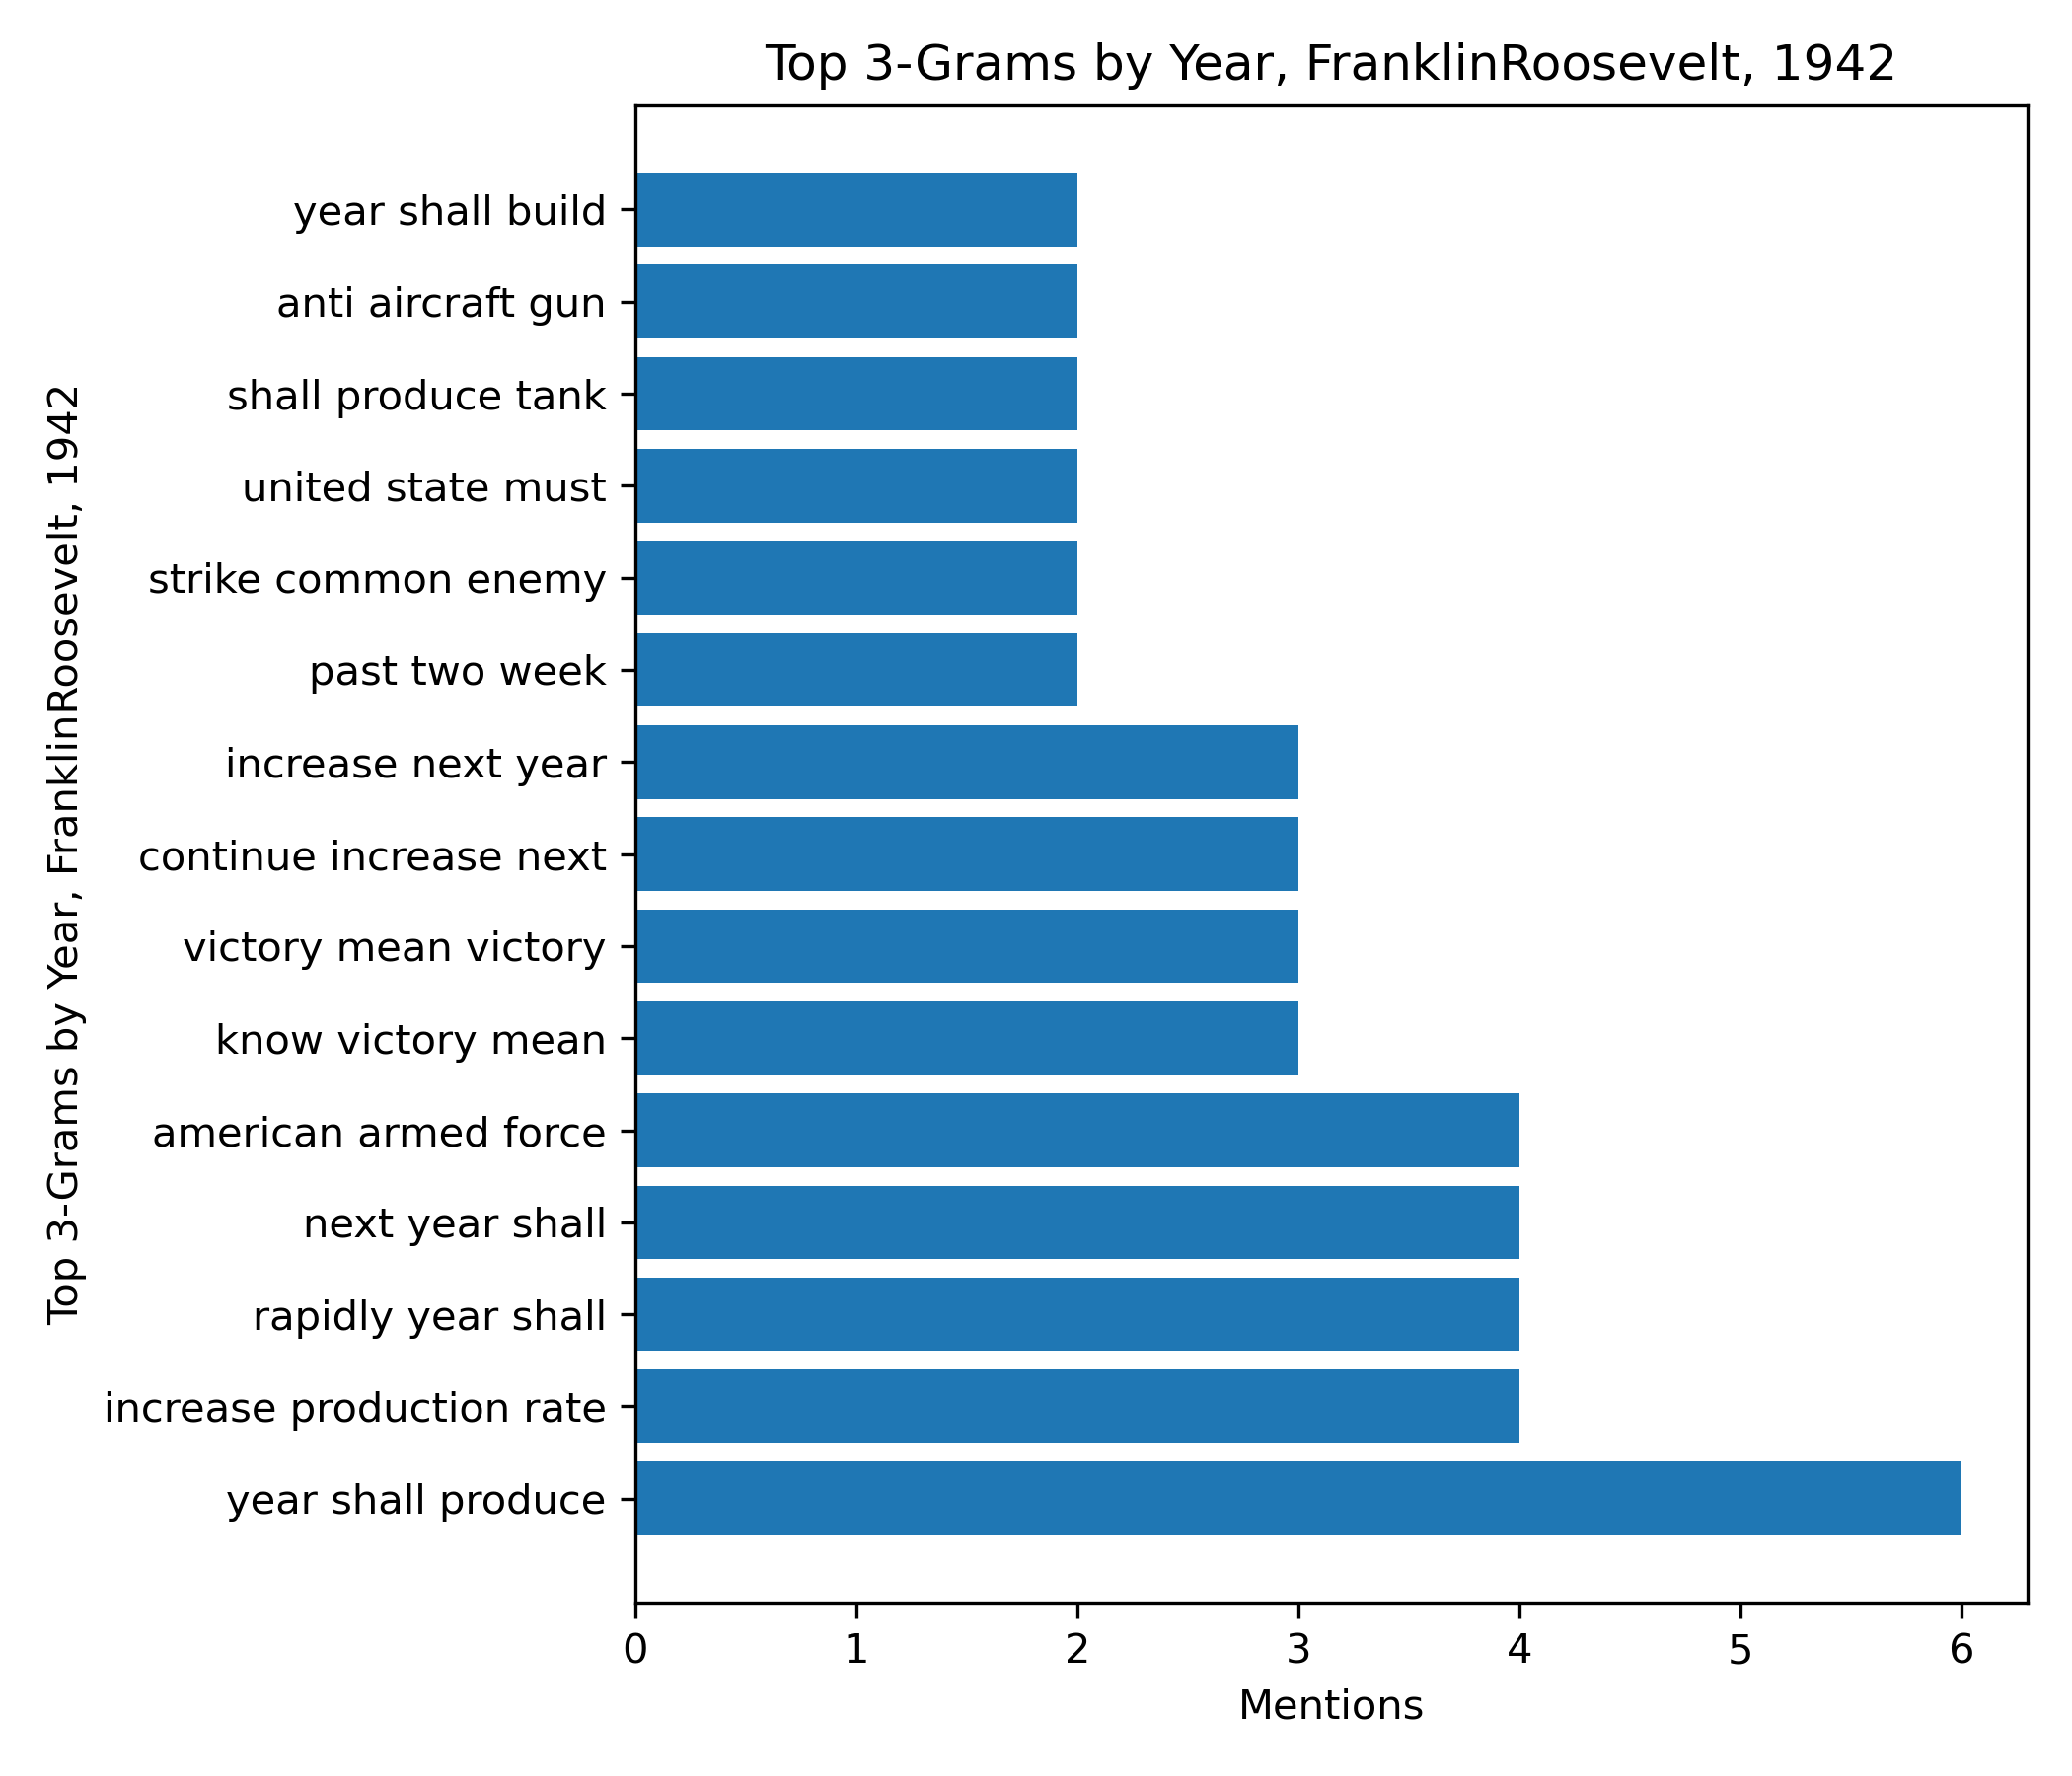 Top 3-Grams by Year, FranklinRoosevelt, 1942
Top 3-Grams by Year, FranklinRoosevelt, 1942
year shall build
anti aircraft gun
shall produce tank
united state must
strike common enemy
past two week
increase next year
continue increase next
victory mean victory
know victory mean
american armed force
next year shall
rapidly year shall
increase production rate
year shall produce
0 1 2 3 4 5 6
Mentions